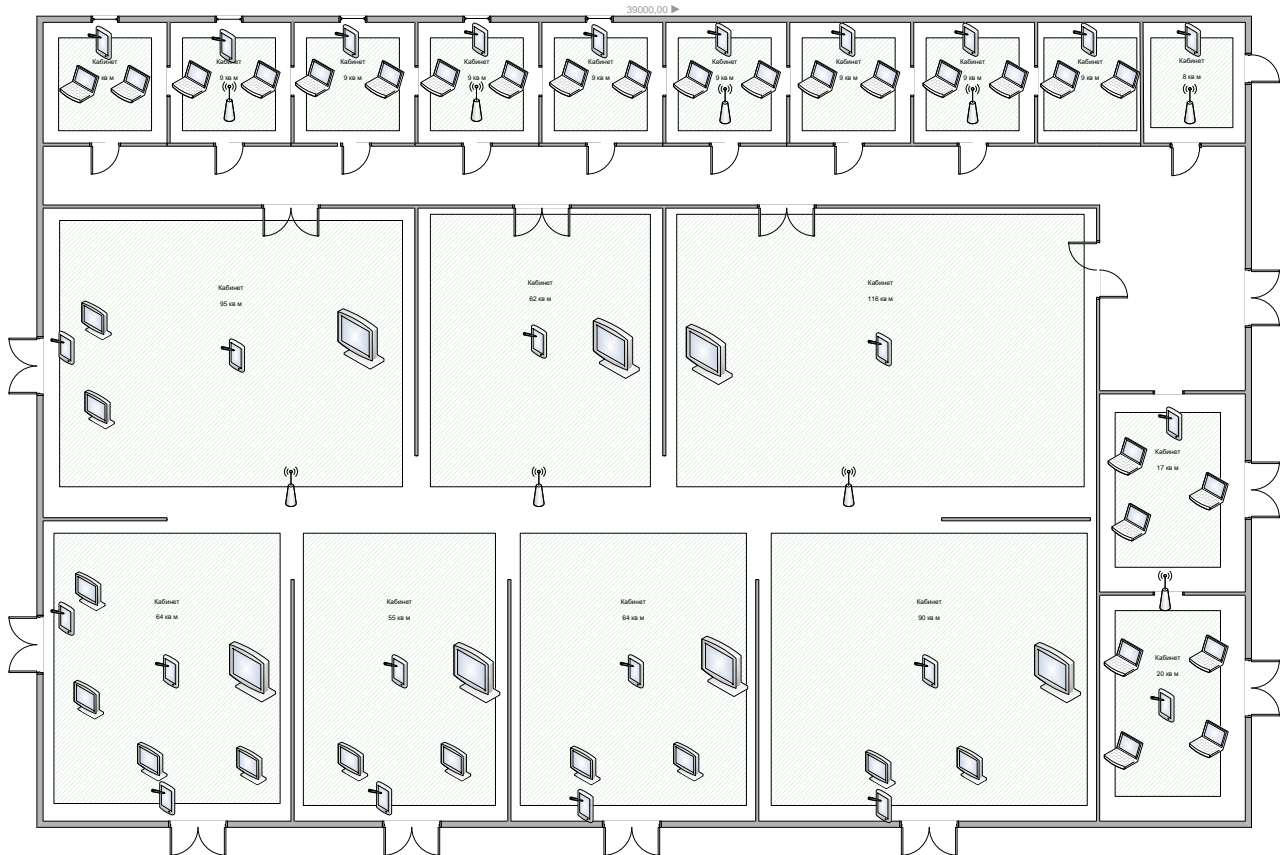 39000,00
Кабинет
кв м
Кабинет
9 кв м
Кабинет
9 кв м
Кабинет
9 кв м
Кабинет
9 кв м
Кабинет
9 кв м
Кабинет
9 кв м
Кабинет
9 кв м
Кабинет
9 кв м
Кабинет
8 кв м
Кабинет
95 кв м
Кабинет
62 кв м
Кабинет
116 кв м
Кабинет
17 кв м
Кабинет
64 кв м
Кабинет
55 кв м
Кабинет
64 кв м
Кабинет
90 кв м
Кабинет
20 кв м